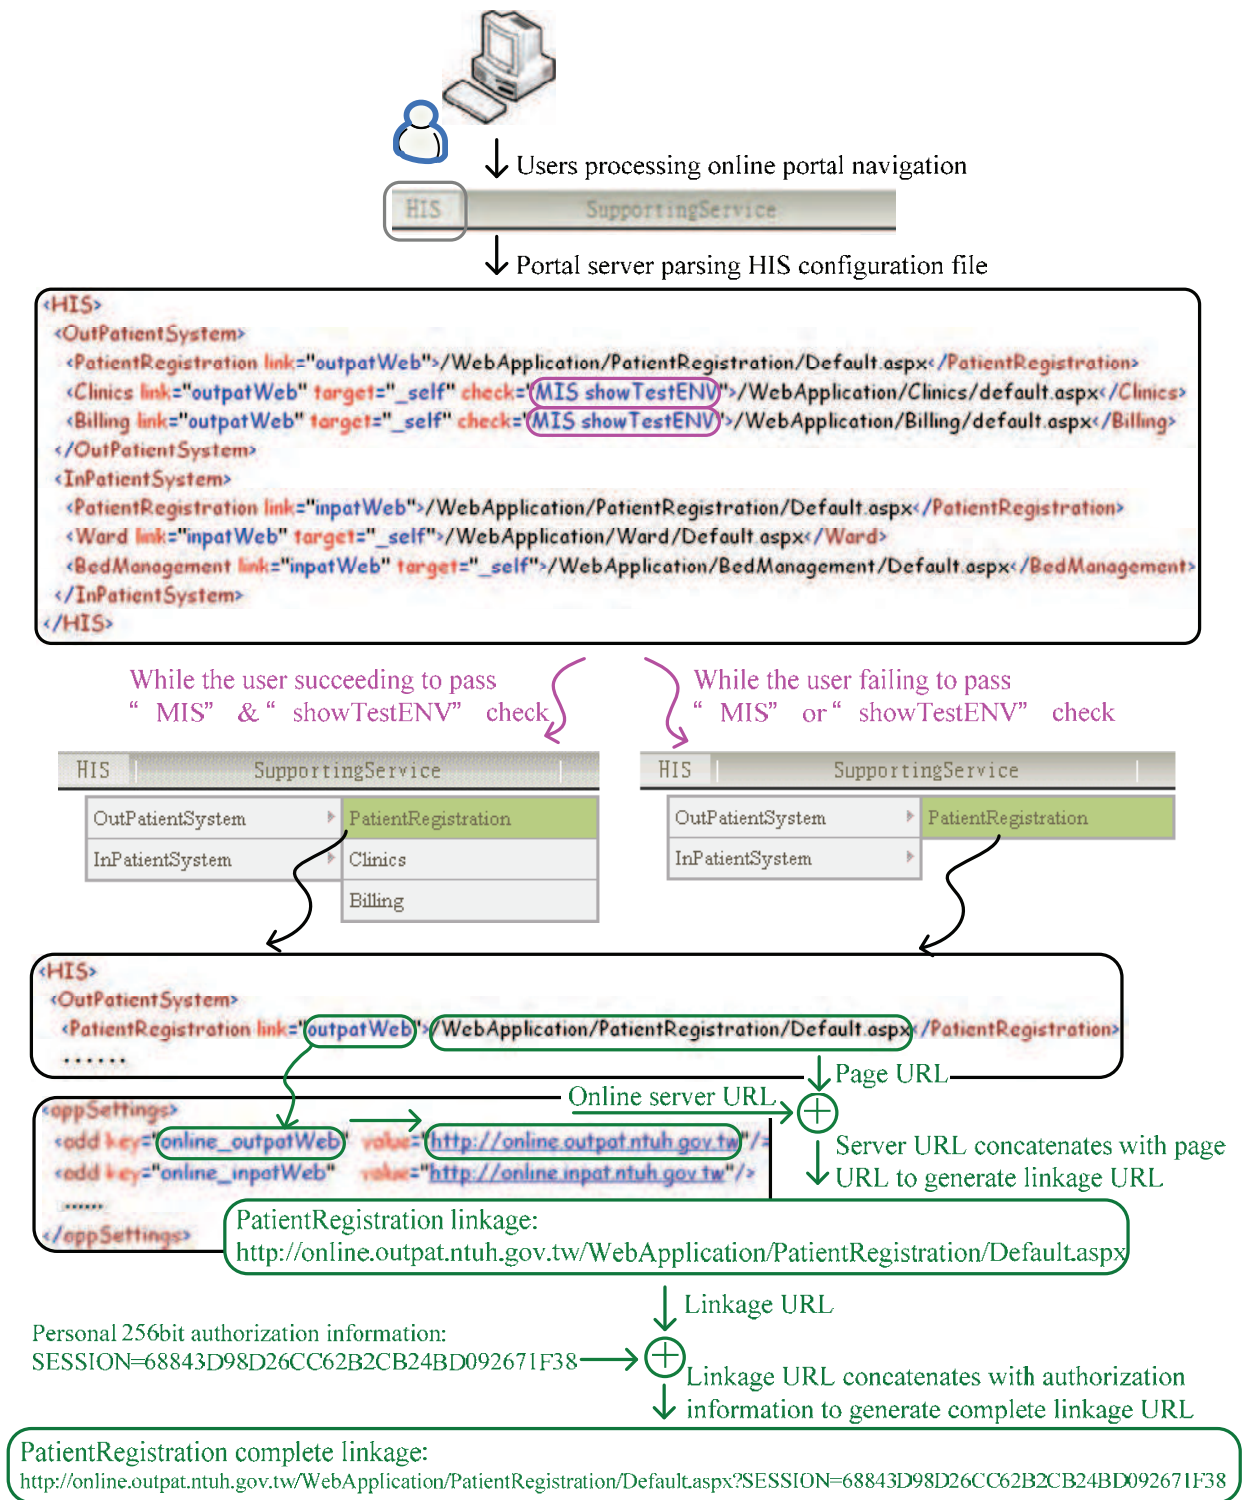 Users processing online portal navigation
HIS SupportingService
Portal server parsing HIS configuration file
<HIS>
<OutPatientSystem>
<PatientRegistration link="outpatWeb">/WebApplication/PatientRegistration/Default.aspx</PatientRegistration>
<Clinics link="outpatWeb" target="_self" check="MIS showTestENV">/WebApplication/Clinics/default.aspx</Clinics>
<Billing link="outpatWeb" target="_self" check="MIS showTestENV">/WebApplication/Billing/default.aspx</Billing>
</OutPatientSystem>
<InPatientSystem>
<PatientRegistration link="inpatWeb">/WebApplication/PatientRegistration/Default.aspx</PatientRegistration>
<Ward link="inpatWeb" target="_self">/WebApplication/Ward/Default.aspx</Ward>
<BedManagement link="inpatWeb" target="_self">/WebApplication/BedManagement/Default.aspx</BedManagement>
</InPatientSystem>
</HIS>
While the user succeeding to pass
“ MIS” & “ showTestENV” check
While the user failing to pass
“ MIS” or “ showTestENV” check
HIS SupportingService
OutPatientSystem PatientRegistration
InPatientSystem Clinics
Billing
HIS SupportingService
OutPatientSystem PatientRegistration
InPatientSystem
<HIS>
<OutPatientSystem>
<PatientRegistration link="outpatWeb">/WebApplication/PatientRegistration/Default.aspx</PatientRegistration>
......
Page URL
Online server URL
<appSettings>
<add key="online_outpatWeb" value="http://online.outpat.ntuh.gov.tw"/>
<add key="online_inpatWeb" value="http://online.inpat.ntuh.gov.tw"/>
......
</appSettings>
Server URL concatenates with page
URL to generate linkage URL
PatientRegistration linkage:
http://online.outpat.ntuh.gov.tw/WebApplication/PatientRegistration/Default.aspx
Linkage URL
Personal 256bit authorization information:
SESSION=68843D98D26CC62B2CB24BD092671F38
Linkage URL concatenates with authorization
information to generate complete linkage URL
PatientRegistration complete linkage:
http://online.outpat.ntuh.gov.tw/WebApplication/PatientRegistration/Default.aspx?SESSION=68843D98D26CC62B2CB24BD092671F38